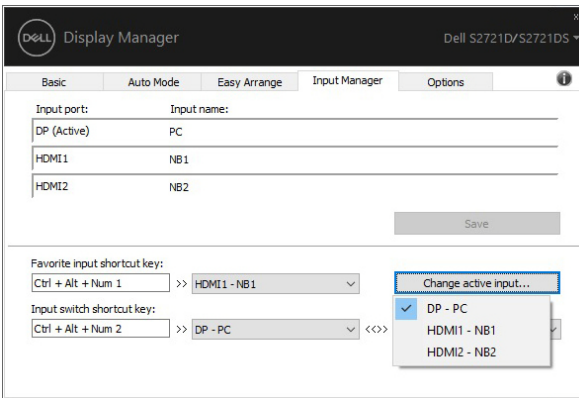 DELL Display Manager Dell S2721D/S2721DS
Basic Auto Mode Easy Arrange Input Manager Options
Input port: Input name:
DP (Active) PC
HDMI1 NB1
HDMI2 NB2
Save
Favorite input shortcut key:
Ctrl + Alt + Num 1 >> HDMI1 - NB1 Change active input...
Input switch shortcut key:
Ctrl + Alt + Num 2 >> DP - PC <<>>
DP - PC
HDMI1 - NB1
HDMI2 - NB2